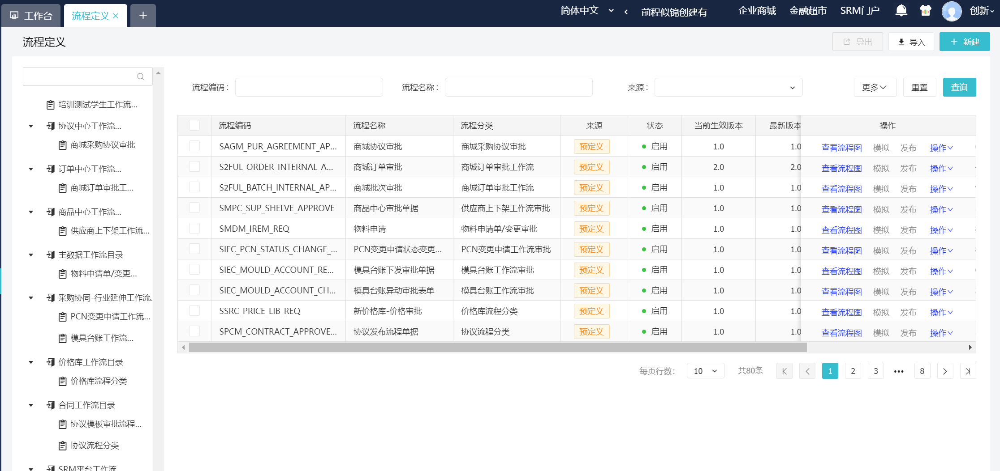 工作台 流程定义 简体中文 前程似锦创建有 企业商城 金融超市 SRM门户 创新
流程定义 导出 导入 新建
流程编码： 流程名称： 来源： 更多 重置 查询
培训测试学生工作流...
协议中心工作流...
商城采购协议审批
订单中心工作流...
商城订单审批工...
商品中心工作流...
供应商上下架工作流...
主数据工作流目录
物料申请单/变更...
采购协同-行业延伸工作流.
PCN变更申请工作流...
模具台账工作流...
价格库工作流目录
价格库流程分类
合同工作流目录
协议模板审批流程...
协议流程分类
SRM平台工作流
流程编码 流程名称 流程分类 来源 状态 当前生效版本 最新版本 操作
SAGM_PUR_AGREEMENT_AP... 商城协议审批 商城采购协议审批 预定义 启用 1.0 1.0 查看流程图 模拟 发布 操作
S2FUL_ORDER_INTERNAL_A... 商城订单审批 商城订单审批工作流 预定义 启用 2.0 2.0 查看流程图 模拟 发布 操作
S2FUL_BATCH_INTERNAL_AP... 商城批次审批 商城订单审批工作流 预定义 启用 1.0 1.0 查看流程图 模拟 发布 操作
SMPC_SUP_SHELVE_APPROVE 商品中心审批单据 供应商上下架工作流审批 预定义 启用 1.0 1.0 查看流程图 模拟 发布 操作
SMDM_IREM_REQ 物料申请 物料申请单/变更审批 预定义 启用 1.0 1.0 查看流程图 模拟 发布 操作
SIEC_PCN_STATUS_CHANGE_... PCN变更申请状态变更... PCN变更申请工作流审批 预定义 启用 1.0 1.0 查看流程图 模拟 发布 操作
SIEC_MOULD_ACCOUNT_RE... 模具台账下发审批单据 模具台账工作流审批 预定义 启用 1.0 1.0 查看流程图 模拟 发布 操作
SIEC_MOULD_ACCOUNT_CH... 模具台账异动审批表单 模具台账工作流审批 预定义 启用 1.0 1.0 查看流程图 模拟 发布 操作
SSRC_PRICE_LIB_REQ 新价格库-价格审批 价格库流程分类 预定义 启用 1.0 1.0 查看流程图 模拟 发布 操作
SPCM_CONTRACT_APPROVE... 协议发布流程单据 协议流程分类 预定义 启用 1.0 1.0 查看流程图 模拟 发布 操作
每页行数： 10 共80条 1 2 3 ••• 8